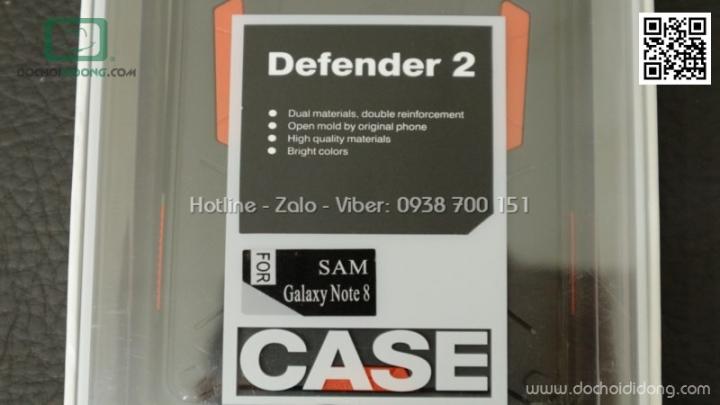 DOCHOIDIDONG.COM
Defender 2
Dual materials, double reinforcement
Open mold by original phone
High quality materials
Bright colors
Hotline - Zalo - Viber: 0938 700 151
FOR
SAM
Galaxy Note 8
CASE
www.dochoididong.com